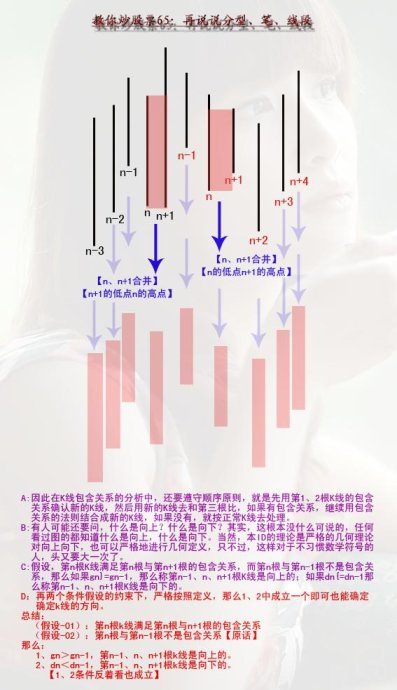 教你炒股票65：再说说分型、笔、线段
n-1
n-1
n
n+1
n+4
n
n+1
n+3
n-2
n+2
n-3
【n、n+1合并】
【n、n+1合并】
【n+1的低点n的高点】
【n的低点n+1的高点】
A:因此在K线包含关系的分析中，还要遵守顺序原则，就是先用第1、2根K线的包含
关系确认新的K线，然后用新的K线去和第三根比，如果有包含关系，继续用包含
关系的法则结合成新的K线，如果没有，就按正常K线去处理。
B:有人可能还要问，什么是向上？什么是向下？其实，这根本没什么可说的，任何
看过图的都知道什么是向上，什么是向下。当然，本ID的理论是严格的几何理论
对向上向下，也可以严格地进行几何定义，只不过，这样对于不习惯数学符号的
人，头又要大一次了。
C:假设，第n根K线满足第n根与第n+1根的包含关系，而第n根与第n-1根不是包含关
系，那么如果gn〉=gn-1，那么称第n-1、n、n+1根K线是向上的；如果dn〈=dn-1那
么称第n-1、n、n+1根K线是向下的。
D：再两个条件假设的约束下，严格按照定义，那么1、2中成立一个即可也能确定
确定k线的方向。
总结：
（假设-01）：第n根k线满足第n根与n+1根的包含关系
（假设-02）：第n根与第n-1根不是包含关系【原话】
那么：
1、gn>gn-1，第n-1、n、n+1根k线是向上的。
2、dn<dn-1，第n-1、n、n+1根k线是向下的。
【1、2条件反着看也成立】